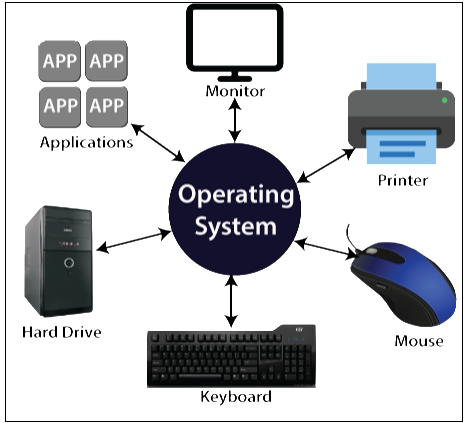 APP APP
APP APP
Applications
Monitor
Printer
Operating
System
Hard Drive
Mouse
Keyboard